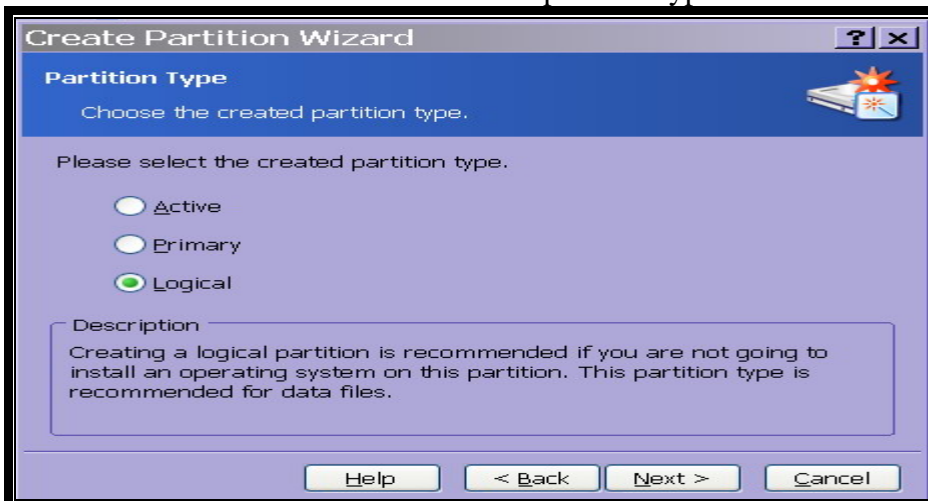 Create Partition Wizard
Partition Type
Choose the created partition type.
Please select the created partition type.
Active
Primary
Logical
Description
Creating a logical partition is recommended if you are not going to
install an operating system on this partition. This partition type is
recommended for data files.
Help
< Back
Next >
Cancel